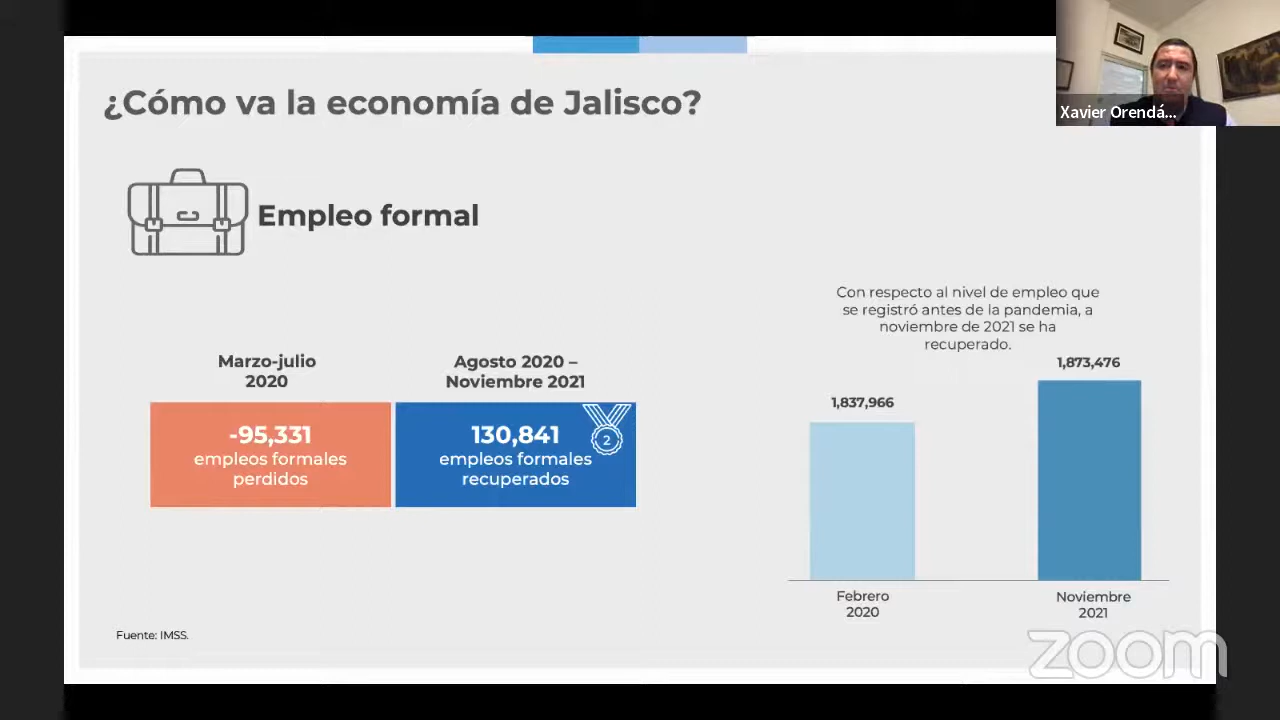 ¿Cómo va la economía de Jalisco?
Xavier Orendá...
Empleo formal
Marzo-julio
2020
-95,331
empleos formales
perdidos
Agosto 2020 –
Noviembre 2021
130,841
2
empleos formales
recuperados
Con respecto al nivel de empleo que
se registró antes de la pandemia, a
noviembre de 2021 se ha
recuperado.
1,837,966
1,873,476
Febrero
2020
Noviembre
2021
Fuente: IMSS.
zoom